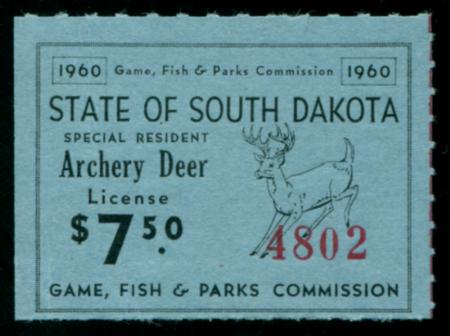 1960 Game, Fish & Parks Commission 1960
STATE OF SOUTH DAKOTA
SPECIAL RESIDENT
Archery Deer
License
$7.50
4802
GAME, FISH & PARKS COMMISSION